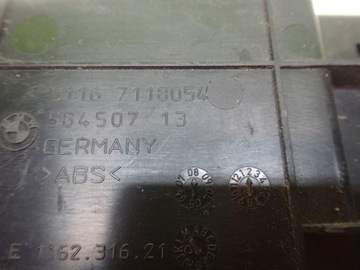 7118054
564507 13
GERMANY
>ABS<
E 1162.316.21